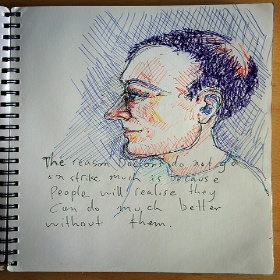 The reason Doctors do not go
on strike much is because
people will realise they
can do much better
without them.